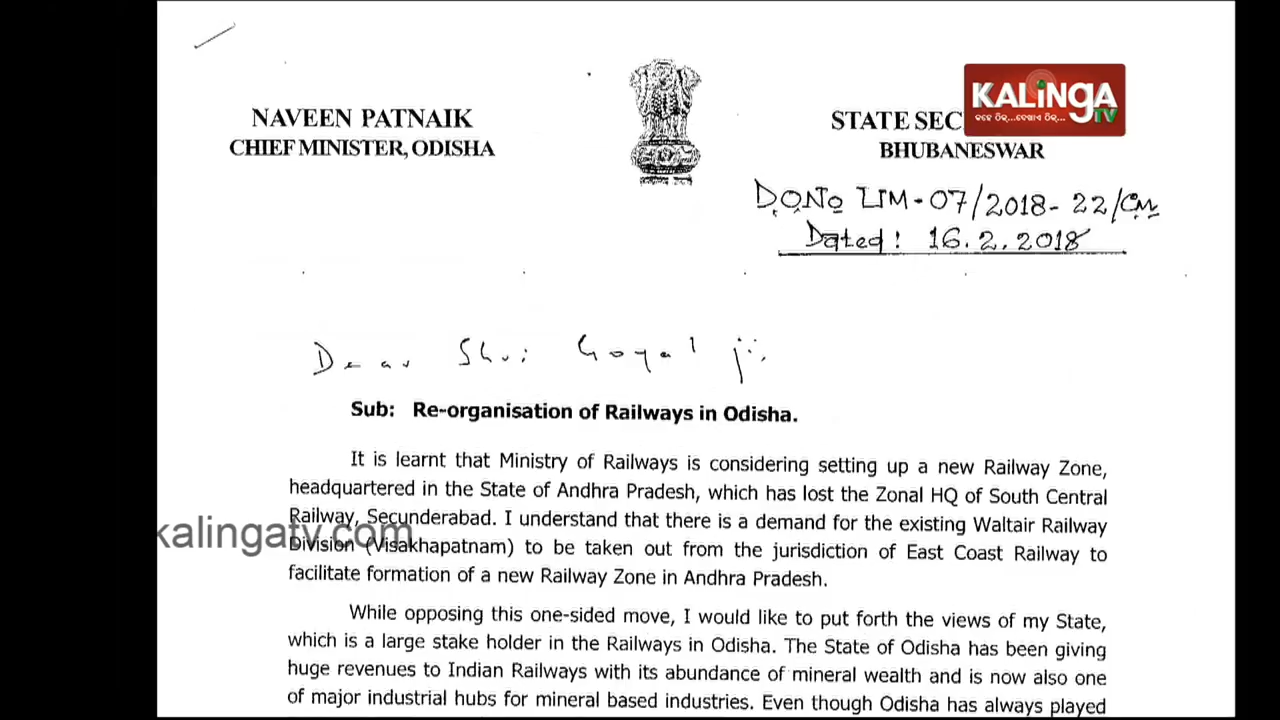 NAVEEN PATNAIK
CHIEF MINISTER, ODISHA
STATE SEC
BHUBANESWAR
KALINGA TV
କହେ ଠିକ୍...ଦେଖାଏ ଠିକ୍...
D.O.No LM-07/2018-22/CM
Dated: 16.2.2018
Dear Shri Goyal ji,
Sub: Re-organisation of Railways in Odisha.
It is learnt that Ministry of Railways is considering setting up a new Railway Zone,
headquartered in the State of Andhra Pradesh, which has lost the Zonal HQ of South Central
Railway, Secunderabad. I understand that there is a demand for the existing Waltair Railway
kalingatv.com
Division (Visakhapatnam) to be taken out from the jurisdiction of East Coast Railway to
facilitate formation of a new Railway Zone in Andhra Pradesh.
While opposing this one-sided move, I would like to put forth the views of my State,
which is a large stake holder in the Railways in Odisha. The State of Odisha has been giving
huge revenues to Indian Railways with its abundance of mineral wealth and is now also one
of major industrial hubs for mineral based industries. Even though Odisha has always played